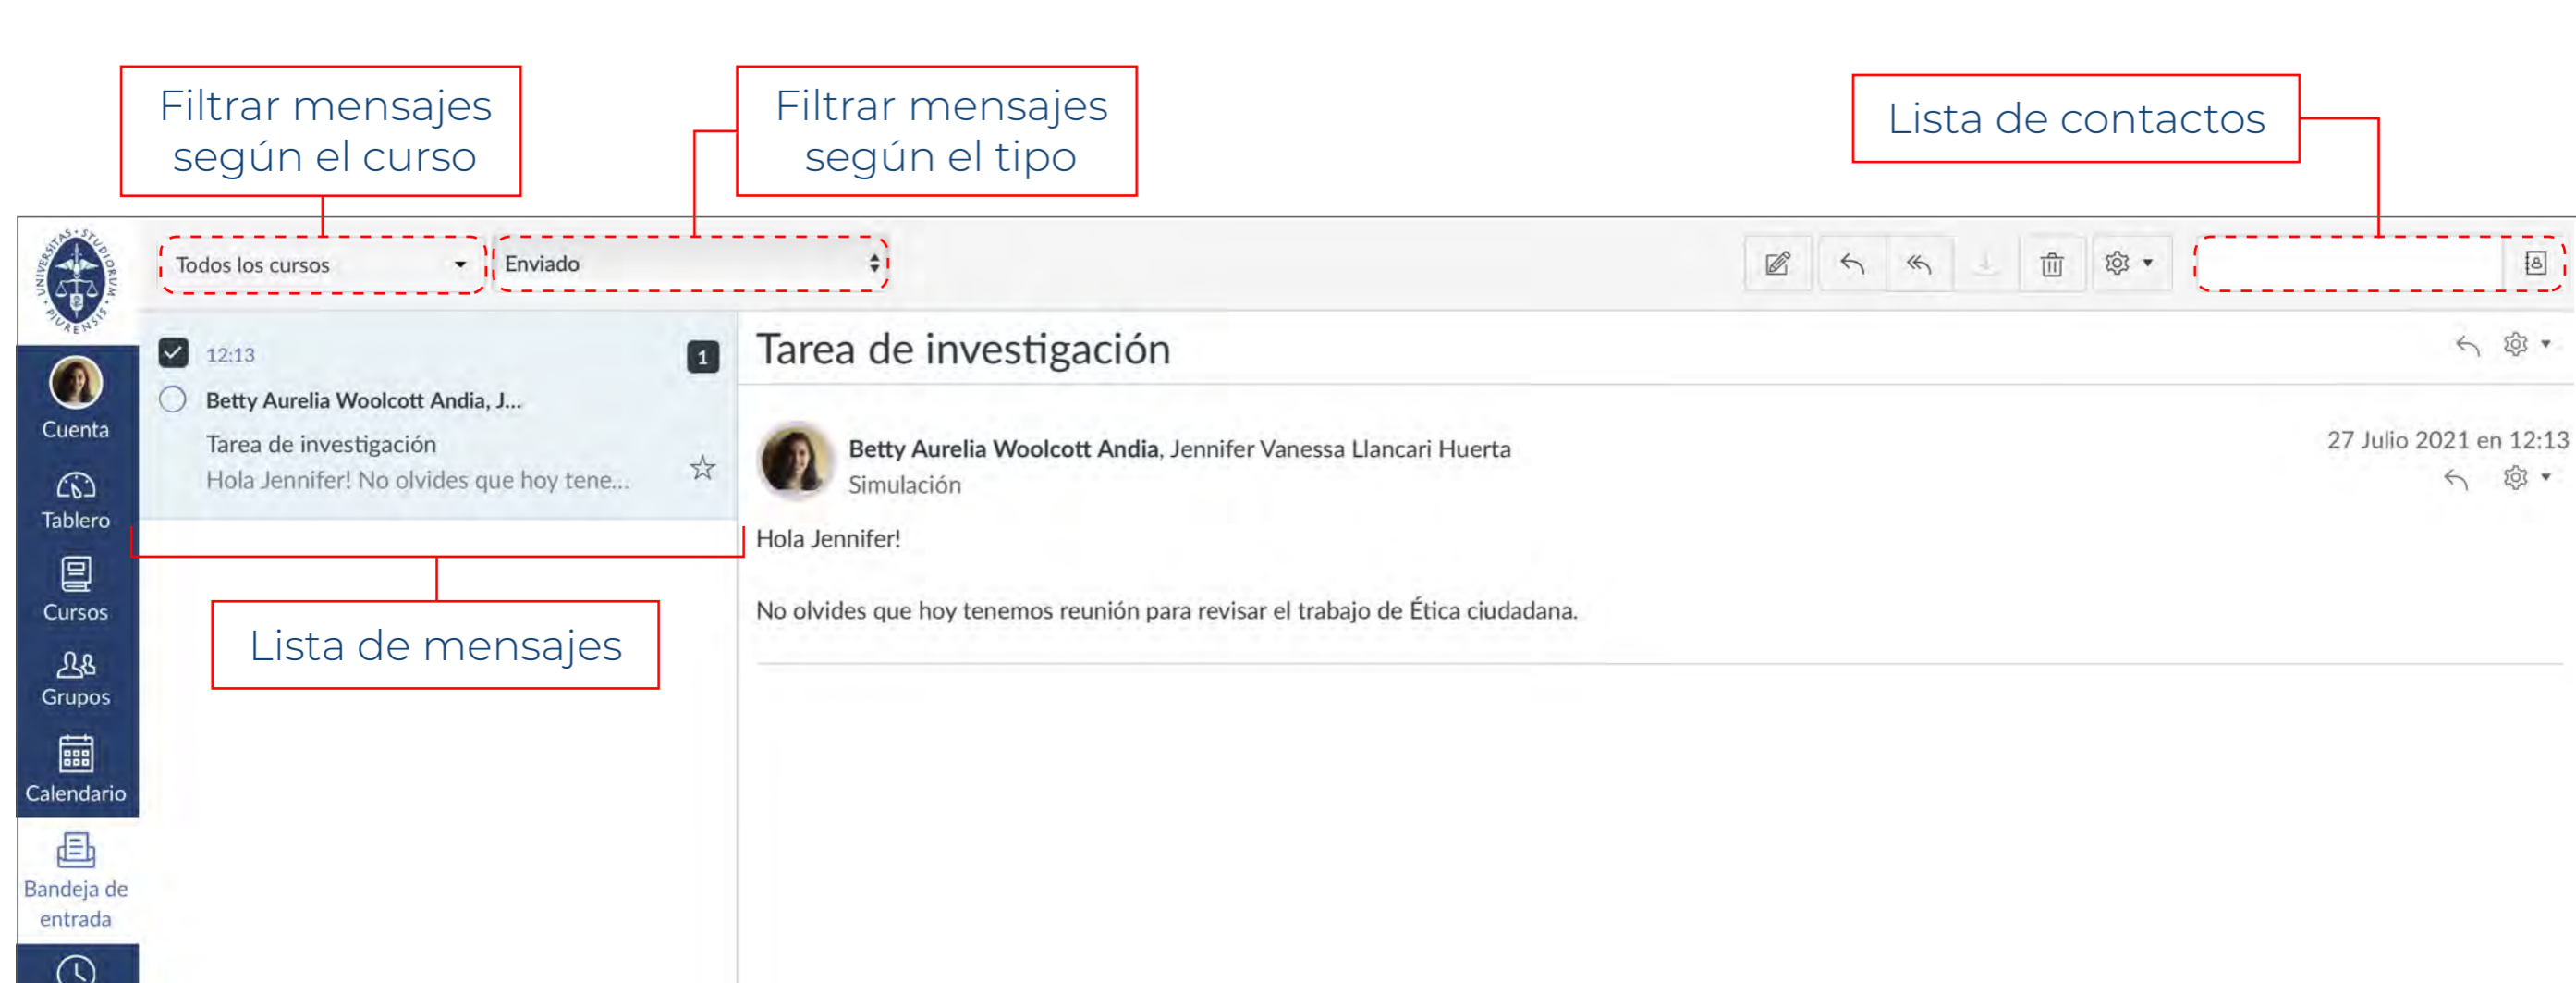 Filtrar mensajes
según el curso
Filtrar mensajes
según el tipo
Lista de contactos
UNIVERSITAS · STUDIORUM · PIURENSIS ·
Todos los cursos
Enviado
12:13
1
Betty Aurelia Woolcott Andia, J...
Tarea de investigación
Hola Jennifer! No olvides que hoy tene...
Lista de mensajes
Tarea de investigación
Betty Aurelia Woolcott Andia, Jennifer Vanessa Llancari Huerta
Simulación
27 Julio 2021 en 12:13
Hola Jennifer!
No olvides que hoy tenemos reunión para revisar el trabajo de Ética ciudadana.
Cuenta
Tablero
Cursos
Grupos
Calendario
Bandeja de
entrada